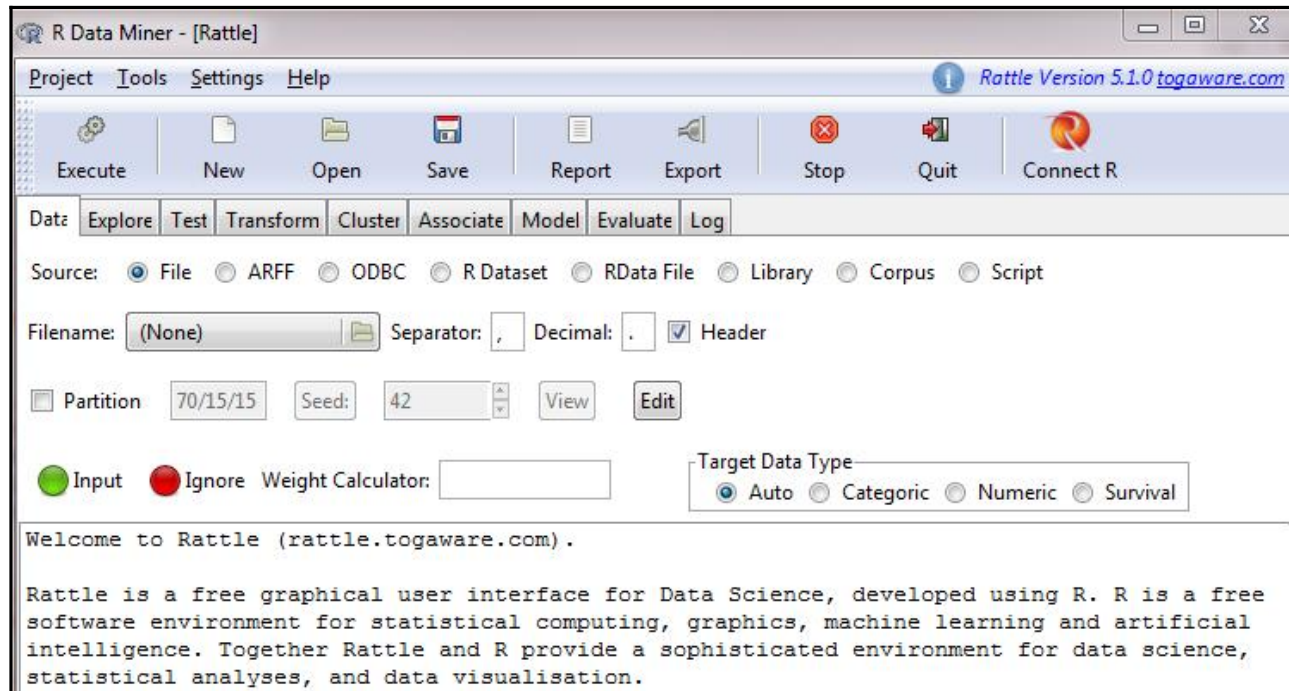 R Data Miner - [Rattle]
Project Tools Settings Help Rattle Version 5.1.0 togaware.com
Execute New Open Save Report Export Stop Quit Connect R
Data Explore Test Transform Cluster Associate Model Evaluate Log
Source: File ARFF ODBC R Dataset RData File Library Corpus Script
Filename: (None) Separator: , Decimal: . Header
Partition 70/15/15 Seed: 42 View Edit
Input Ignore Weight Calculator: Target Data Type
Auto Categoric Numeric Survival
Welcome to Rattle (rattle.togaware.com).
Rattle is a free graphical user interface for Data Science, developed using R. R is a free
software environment for statistical computing, graphics, machine learning and artificial
intelligence. Together Rattle and R provide a sophisticated environment for data science,
statistical analyses, and data visualisation.